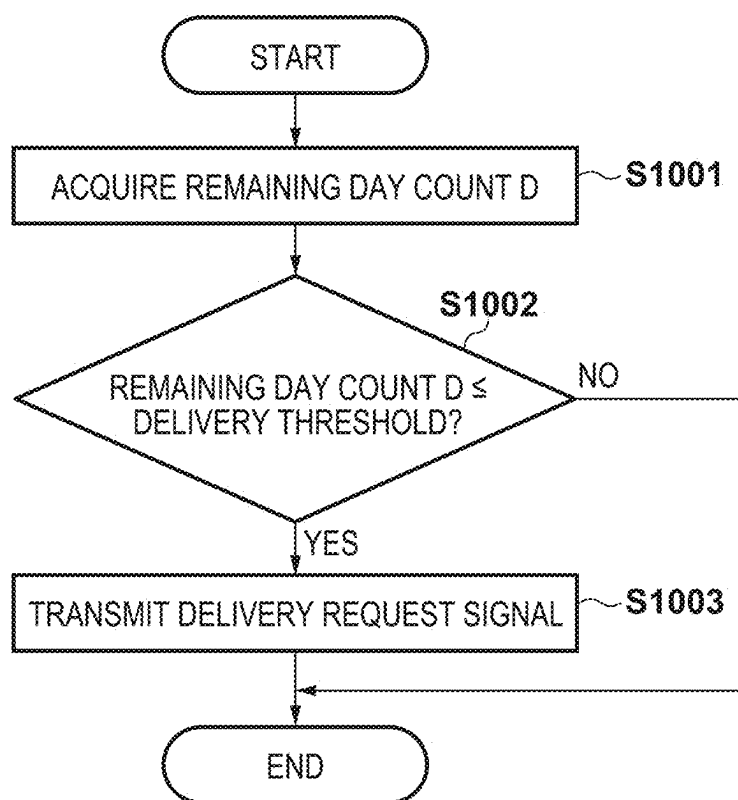 START
ACQUIRE REMAINING DAY COUNT D
S1001
S1002
REMAINING DAY COUNT D ≤
DELIVERY THRESHOLD?
NO
YES
TRANSMIT DELIVERY REQUEST SIGNAL
S1003
END